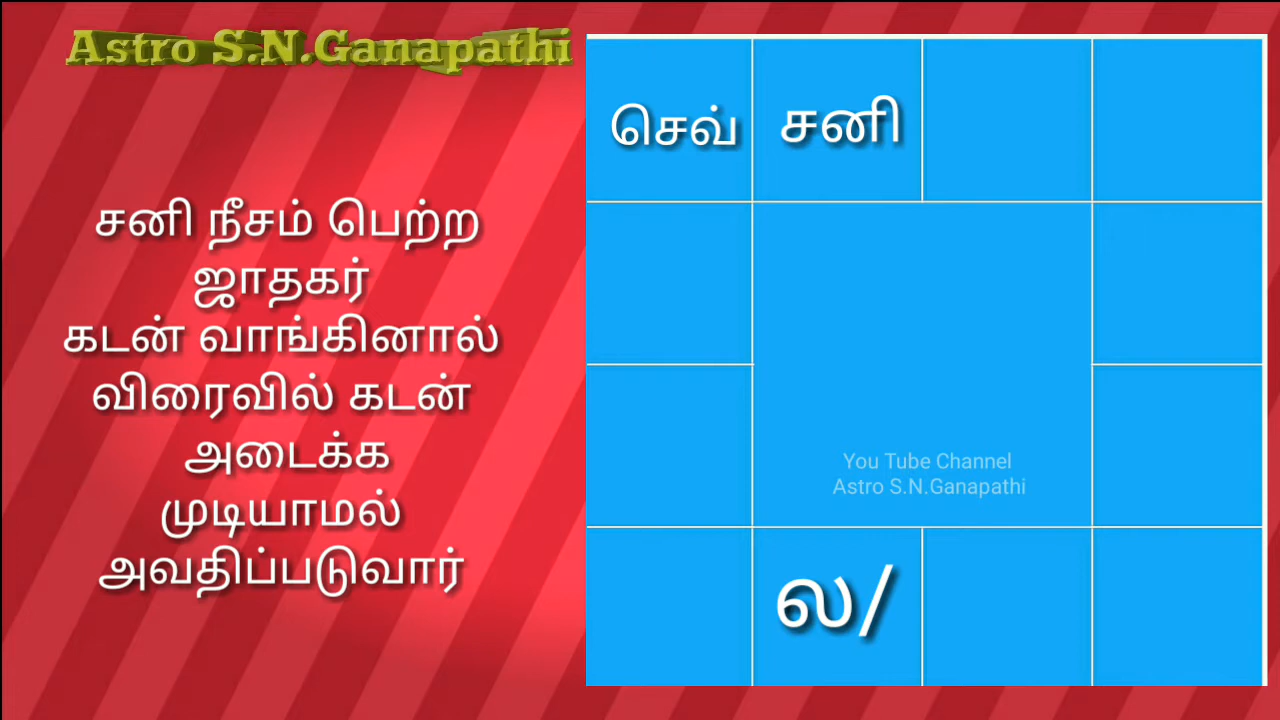 Astro S.N.Ganapathi
சனி நீசம் பெற்ற
ஜாதகர்
கடன் வாங்கினால்
விரைவில் கடன்
அடைக்க
முடியாமல்
அவதிப்படுவார்
செவ் சனி
You Tube Channel
Astro S.N.Ganapathi
ல/